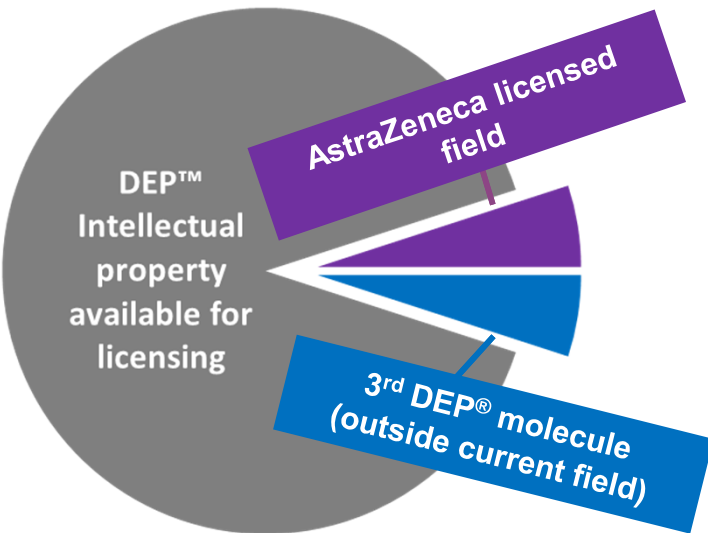 DEP™
Intellectual
property
available for
licensing
AstraZeneca licensed
field
3rd DEP® molecule
(outside current field)